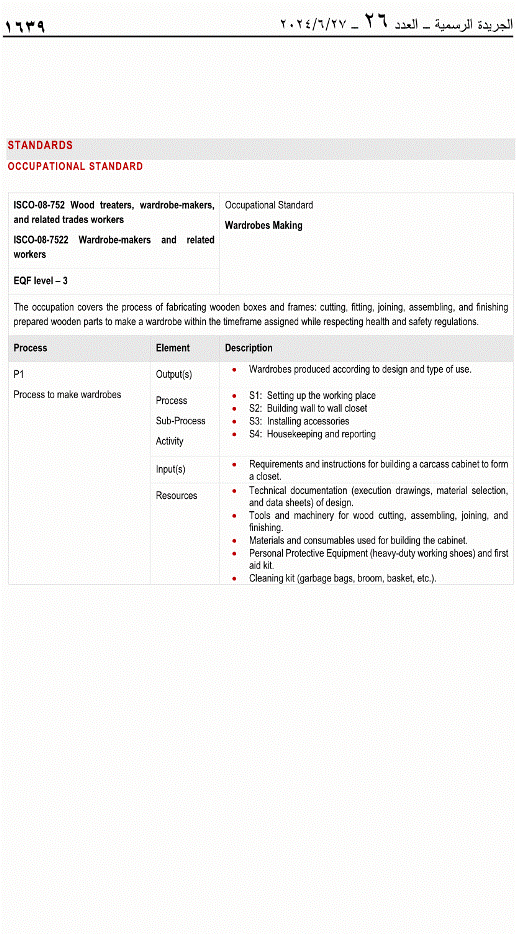 الجريدة الرسمية ــ العدد ٢٦ ــ ٢٠٢٤/٦/٢٧
١٦٣٩
STANDARDS
OCCUPATIONAL STANDARD
ISCO-08-752 Wood treaters, wardrobe-makers,
and related trades workers
ISCO-08-7522 Wardrobe-makers and related
workers
EQF level – 3
Occupational Standard
Wardrobes Making
The occupation covers the process of fabricating wooden boxes and frames: cutting, fitting, joining, assembling, and finishing
prepared wooden parts to make a wardrobe within the timeframe assigned while respecting health and safety regulations.
Process Element Description
P1
Process to make wardrobes
Output(s)
• Wardrobes produced according to design and type of use.
Process
Sub-Process
Activity
• S1: Setting up the working place
• S2: Building wall to wall closet
• S3: Installing accessories
• S4: Housekeeping and reporting
Input(s)
• Requirements and instructions for building a carcass cabinet to form
a closet.
Resources
• Technical documentation (execution drawings, material selection,
and data sheets) of design.
• Tools and machinery for wood cutting, assembling, joining, and
finishing.
• Materials and consumables used for building the cabinet.
• Personal Protective Equipment (heavy-duty working shoes) and first
aid kit.
• Cleaning kit (garbage bags, broom, basket, etc.).